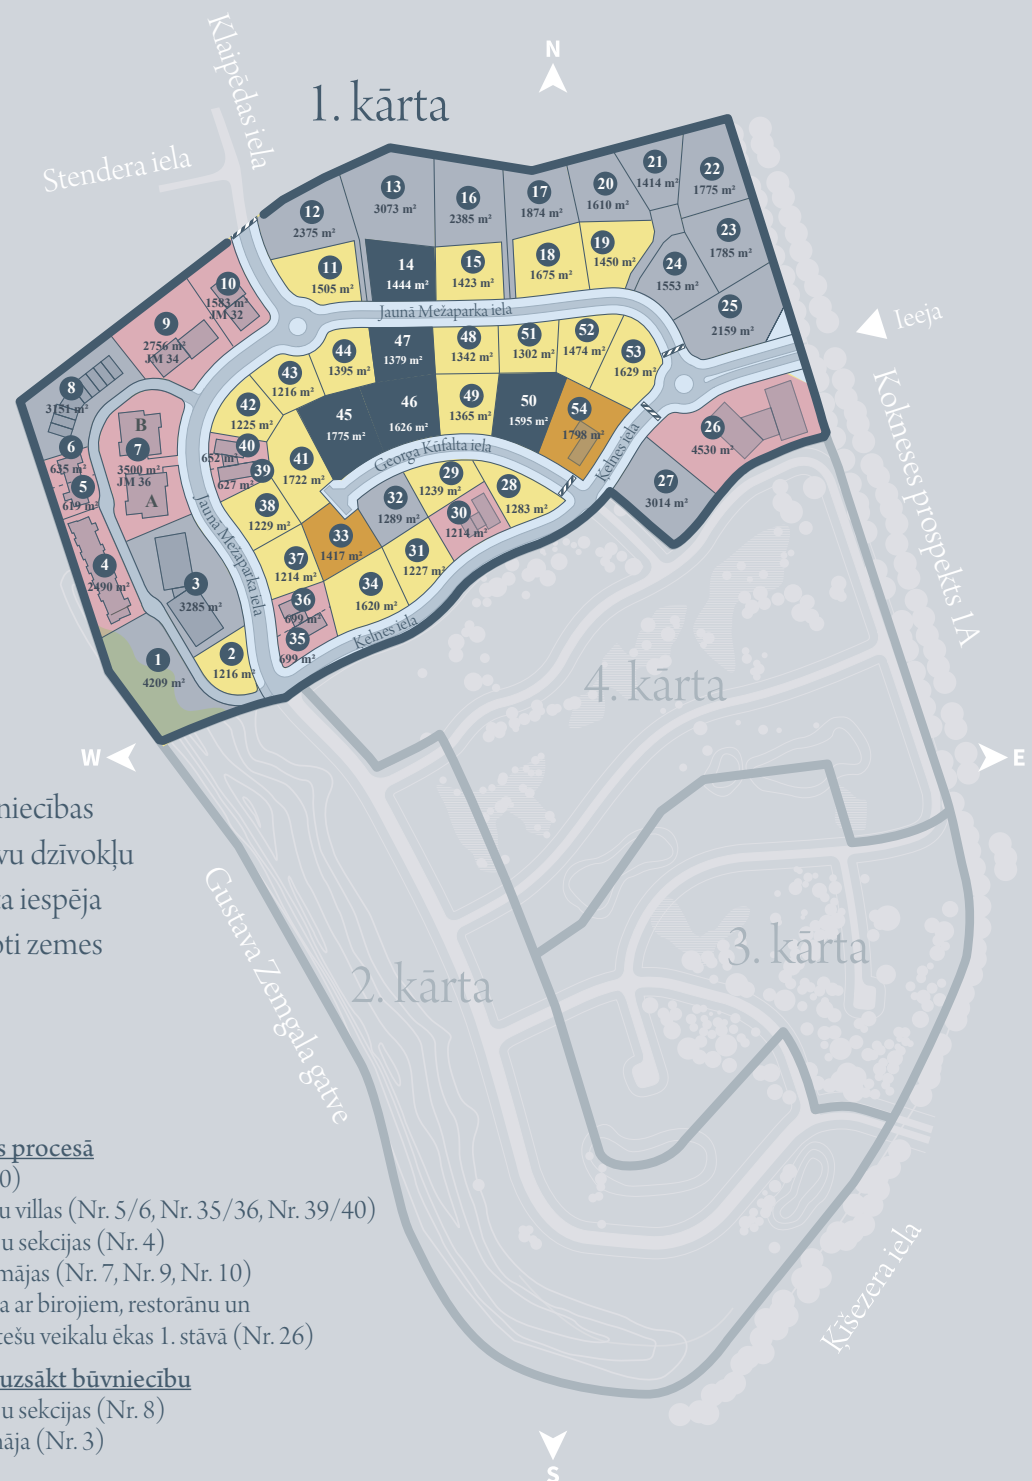 Klaipēdas iela
N
1. kārta
Stendera iela
21
1414 m²
22
1775 m²
13
3073 m²
20
1610 m²
17
1874 m²
16
2385 m²
12
2375 m²
23
1785 m²
19
1450 m²
18
1675 m²
24
1553 m²
15
1423 m²
14
1444 m²
11
1505 m²
10
1583 m²
JM 32
25
2159 m²
Jaunā Mežaparka iela
Ieeja
9
2756 m²
JM 34
52
1474 m²
51
1302 m²
48
1342 m²
47
1379 m²
44
1395 m²
53
1629 m²
43
1216 m²
8
3151 m²
49
1365 m²
50
1595 m²
54
1798 m²
46
1626 m²
45
1775 m²
42
1225 m²
26
4530 m²
B
7
3500 m²
JM 36
A
6
635 m²
40
652 m²
Georga Kūfalta iela
Kelnes iela
41
1722 m²
39
627 m²
29
1239 m²
28
1283 m²
27
3014 m²
5
619 m²
32
1289 m²
38
1229 m²
30
1214 m²
Jaunā Mežaparka iela
33
1417 m²
31
1227 m²
37
1214 m²
4
2490 m²
3
3285 m²
34
1620 m²
36
699 m²
35
699 m²
Kelnes iela
2
1216 m²
1
4209 m²
Kokneses prospekts 1A
4. kārta
W
E
niecības
vu dzīvokļu
ta iespēja
oti zemes
Gustava Zemgala gatve
3. kārta
2. kārta
s procesā
0)
u villas (Nr. 5/6, Nr. 35/36, Nr. 39/40)
u sekcijas (Nr. 4)
mājas (Nr. 7, Nr. 9, Nr. 10)
a ar birojiem, restorānu un
tešu veikalu ēkas 1. stāvā (Nr. 26)
uzsākt būvniecību
u sekcijas (Nr. 8)
nāja (Nr. 3)
Ķīšezera iela
S